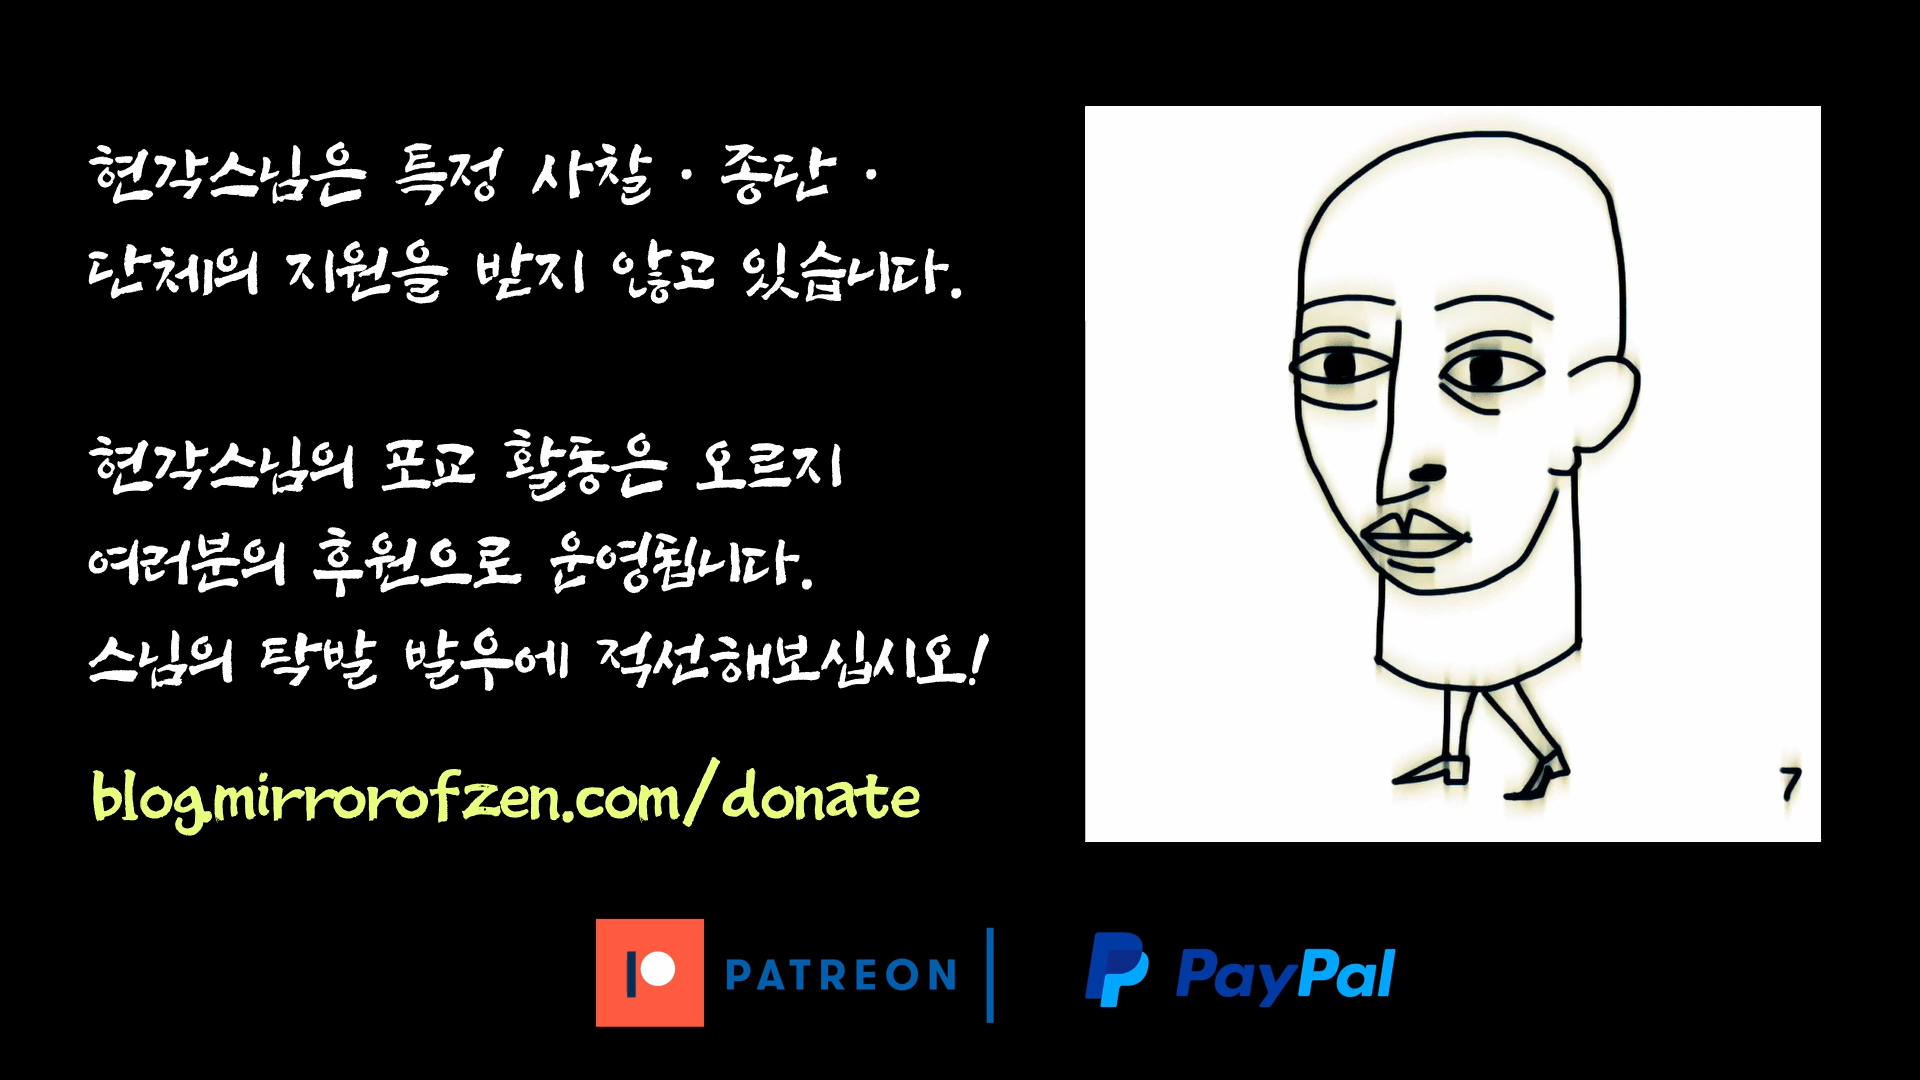 현각스님은 특정 사찰 · 종단 ·
단체의 지원을 받지 않고 있습니다.
현각스님의 포교 활동은 오르지
여러분의 후원으로 운영됩니다.
스님의 탁발 발우에 적선해보십시오!
blog.mirrorofzen.com/donate
7
PATREON
PayPal